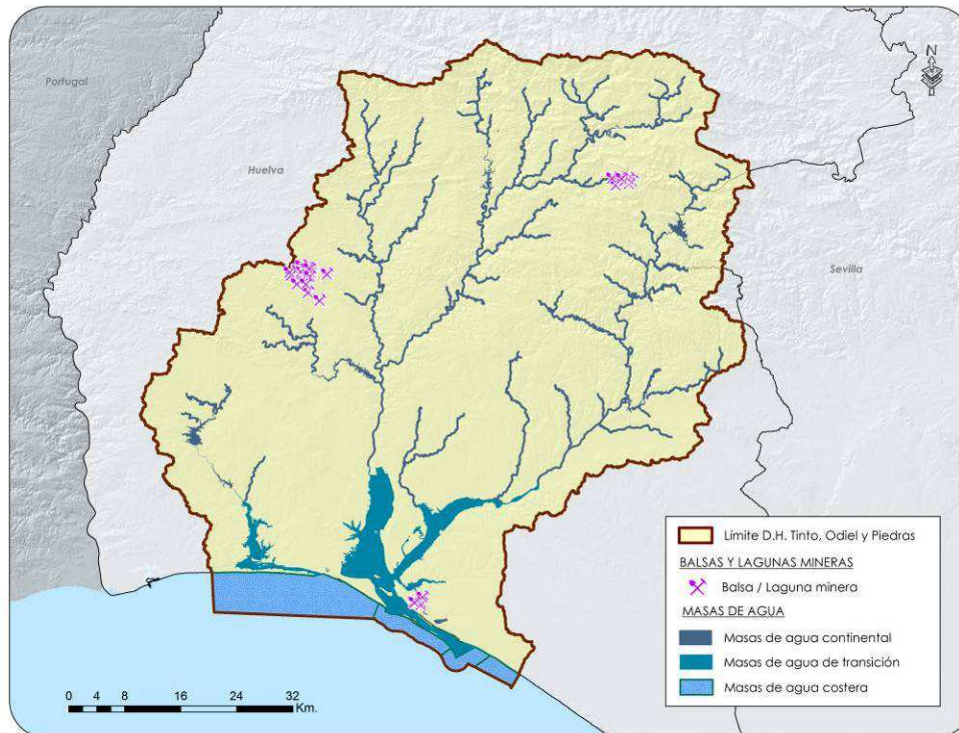 Portugal
N
Huelva
Sevilla
Límite D.H. Tinto, Odiel y Piedras
BALSAS Y LAGUNAS MINERAS
Balsa / Laguna minera
MASAS DE AGUA
Masas de agua continental
Masas de agua de transición
Masas de agua costera
0 4 8 16 24 32
Km.